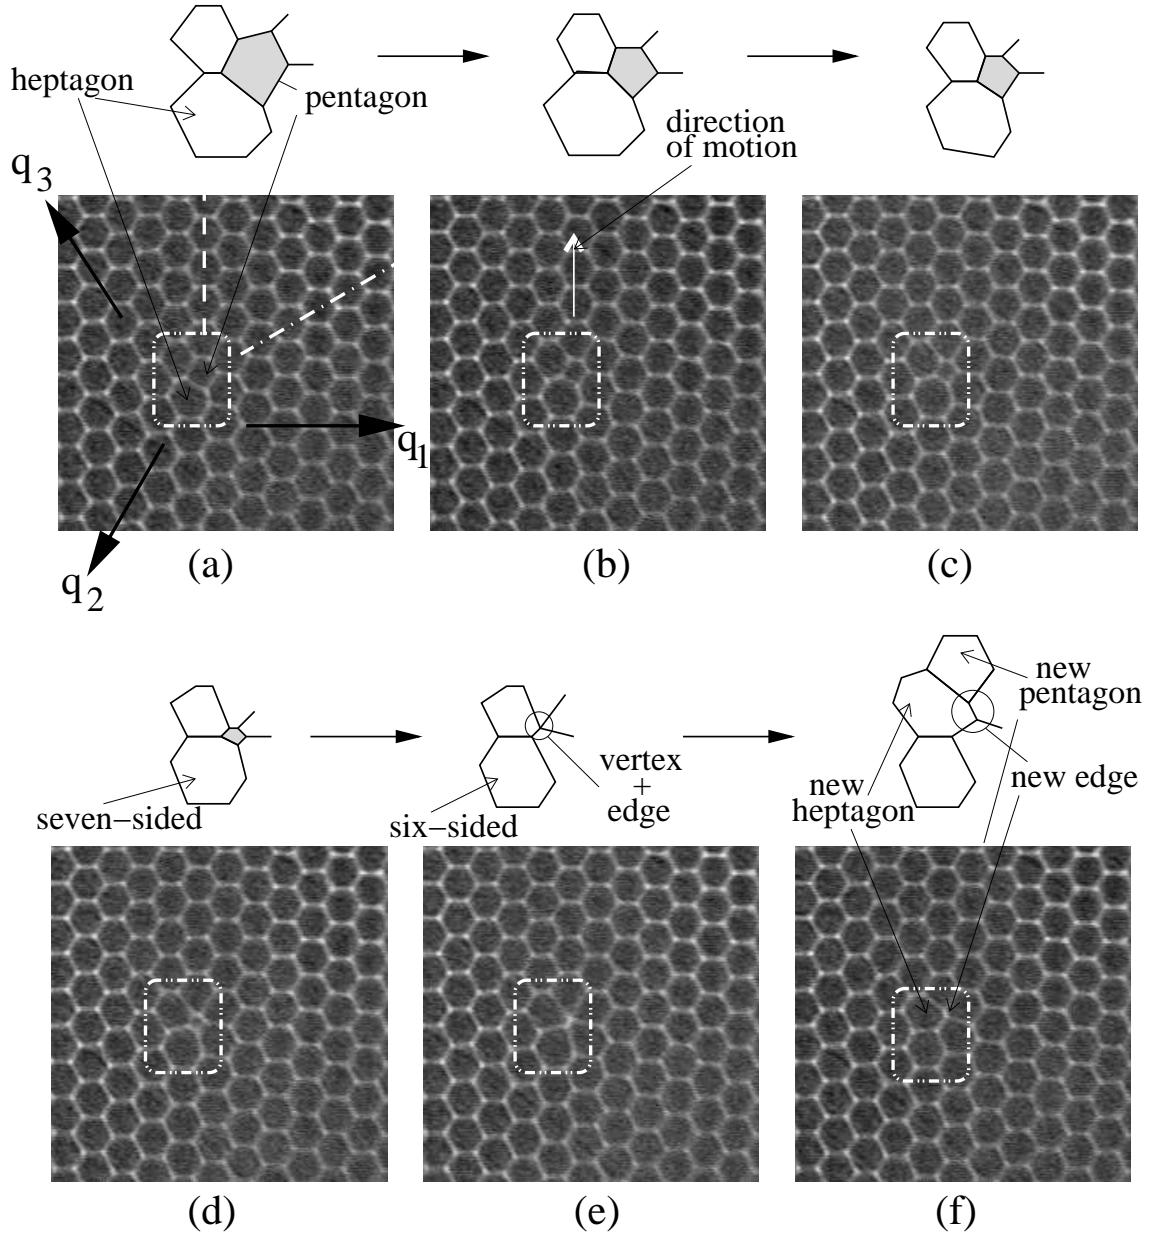 heptagon
pentagon
direction
of motion
q3
q1
q2
(a)
(b)
(c)
seven−sided
six−sided
vertex
+
edge
new
pentagon
new
heptagon
new edge
(d)
(e)
(f)